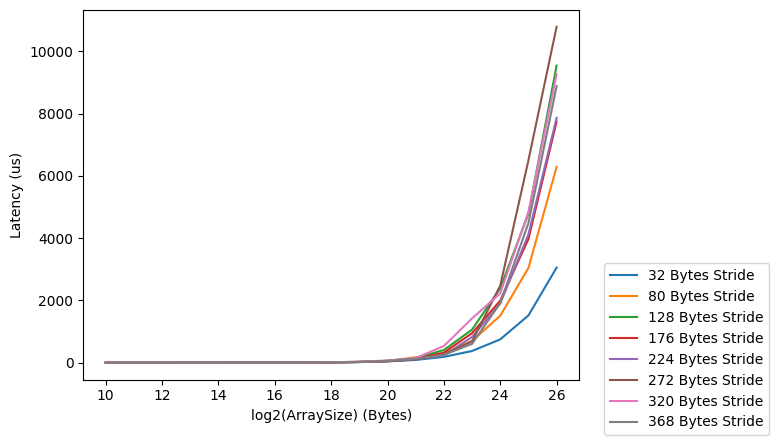 10000
8000
6000
4000
2000
0
Latency (us)
10 12 14 16 18 20 22 24 26
log2(ArraySize) (Bytes)
32 Bytes Stride
80 Bytes Stride
128 Bytes Stride
176 Bytes Stride
224 Bytes Stride
272 Bytes Stride
320 Bytes Stride
368 Bytes Stride